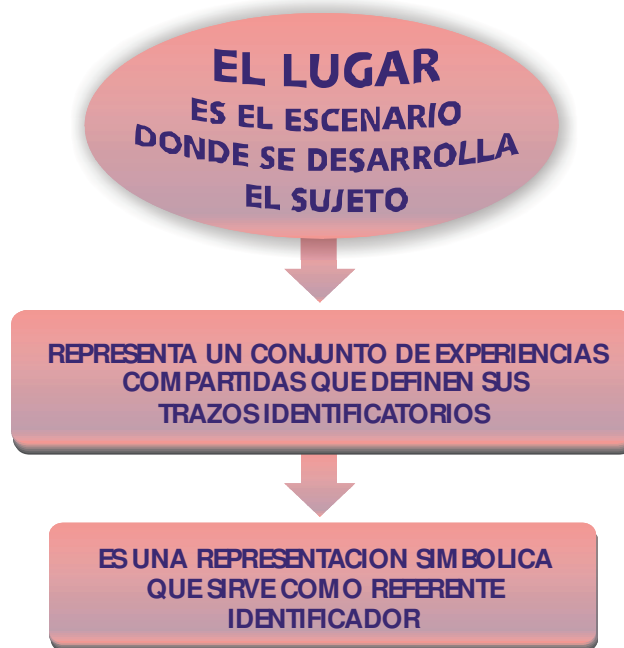 EL LUGAR
ES EL ESCENARIO
DONDE SE DESARROLLA
EL SUJETO
REPRESENTA UN CONJUNTO DE EXPERIENCIAS
COMPARTIDAS QUE DEFINEN SUS
TRAZOS IDENTIFICATORIOS
ES UNA REPRESENTACION SIMBOLICA
QUE SIRVE COMO REFERENTE
IDENTIFICADOR